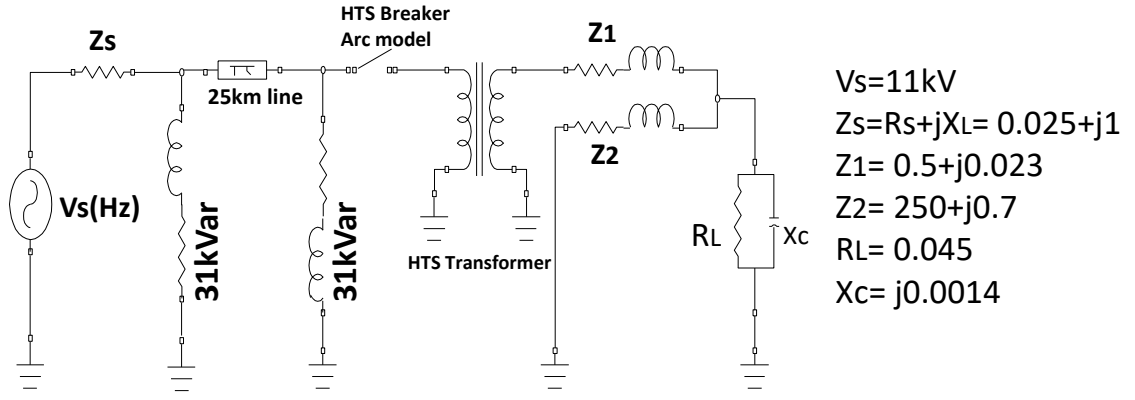 HTS Breaker
Arc model
Zs
Z1
25km line
Z2
Vs(Hz)
31kVar
31kVar
HTS Transformer
RL
Xc
Vs=11kV
Zs=Rs+jXL= 0.025+j1
Z1= 0.5+j0.023
Z2= 250+j0.7
RL= 0.045
Xc= j0.0014